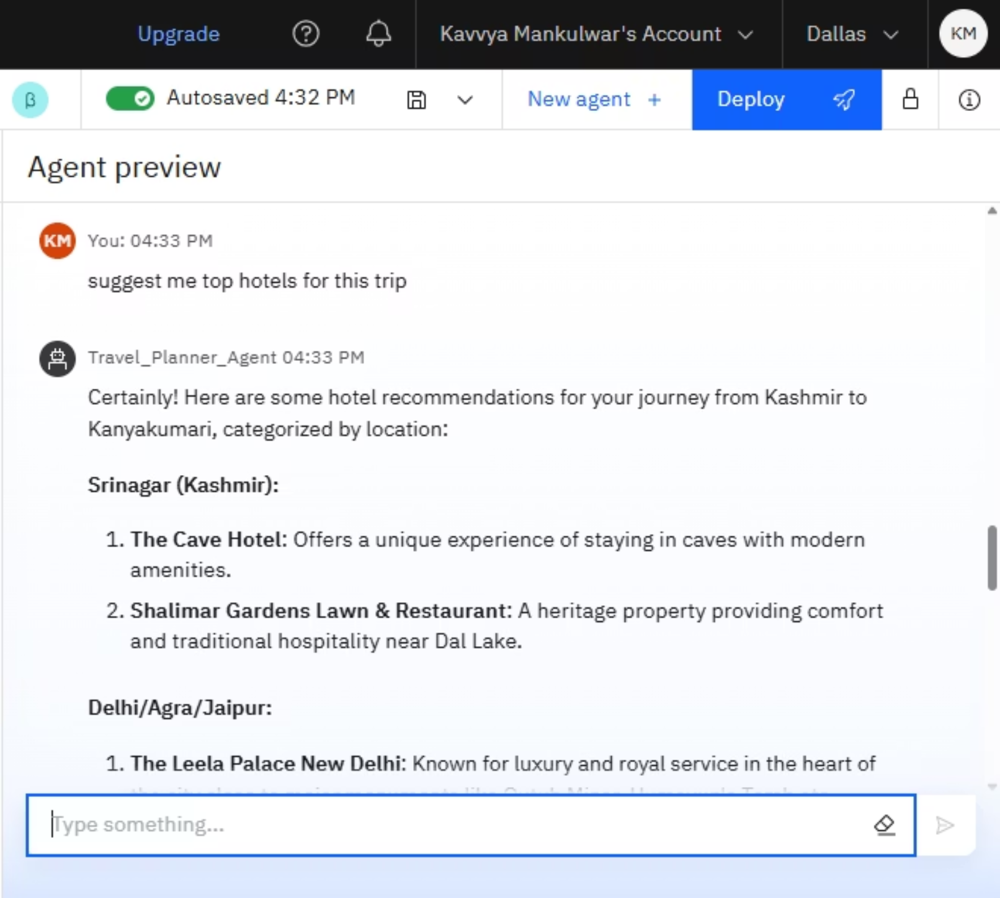 Upgrade Kavvya Mankulwar's Account Dallas KM
β Autosaved 4:32 PM New agent + Deploy
Agent preview
KM You: 04:33 PM
suggest me top hotels for this trip
Travel_Planner_Agent 04:33 PM
Certainly! Here are some hotel recommendations for your journey from Kashmir to
Kanyakumari, categorized by location:
Srinagar (Kashmir):
1. The Cave Hotel: Offers a unique experience of staying in caves with modern
amenities.
2. Shalimar Gardens Lawn & Restaurant: A heritage property providing comfort
and traditional hospitality near Dal Lake.
Delhi/Agra/Jaipur:
1. The Leela Palace New Delhi: Known for luxury and royal service in the heart of
Type something...